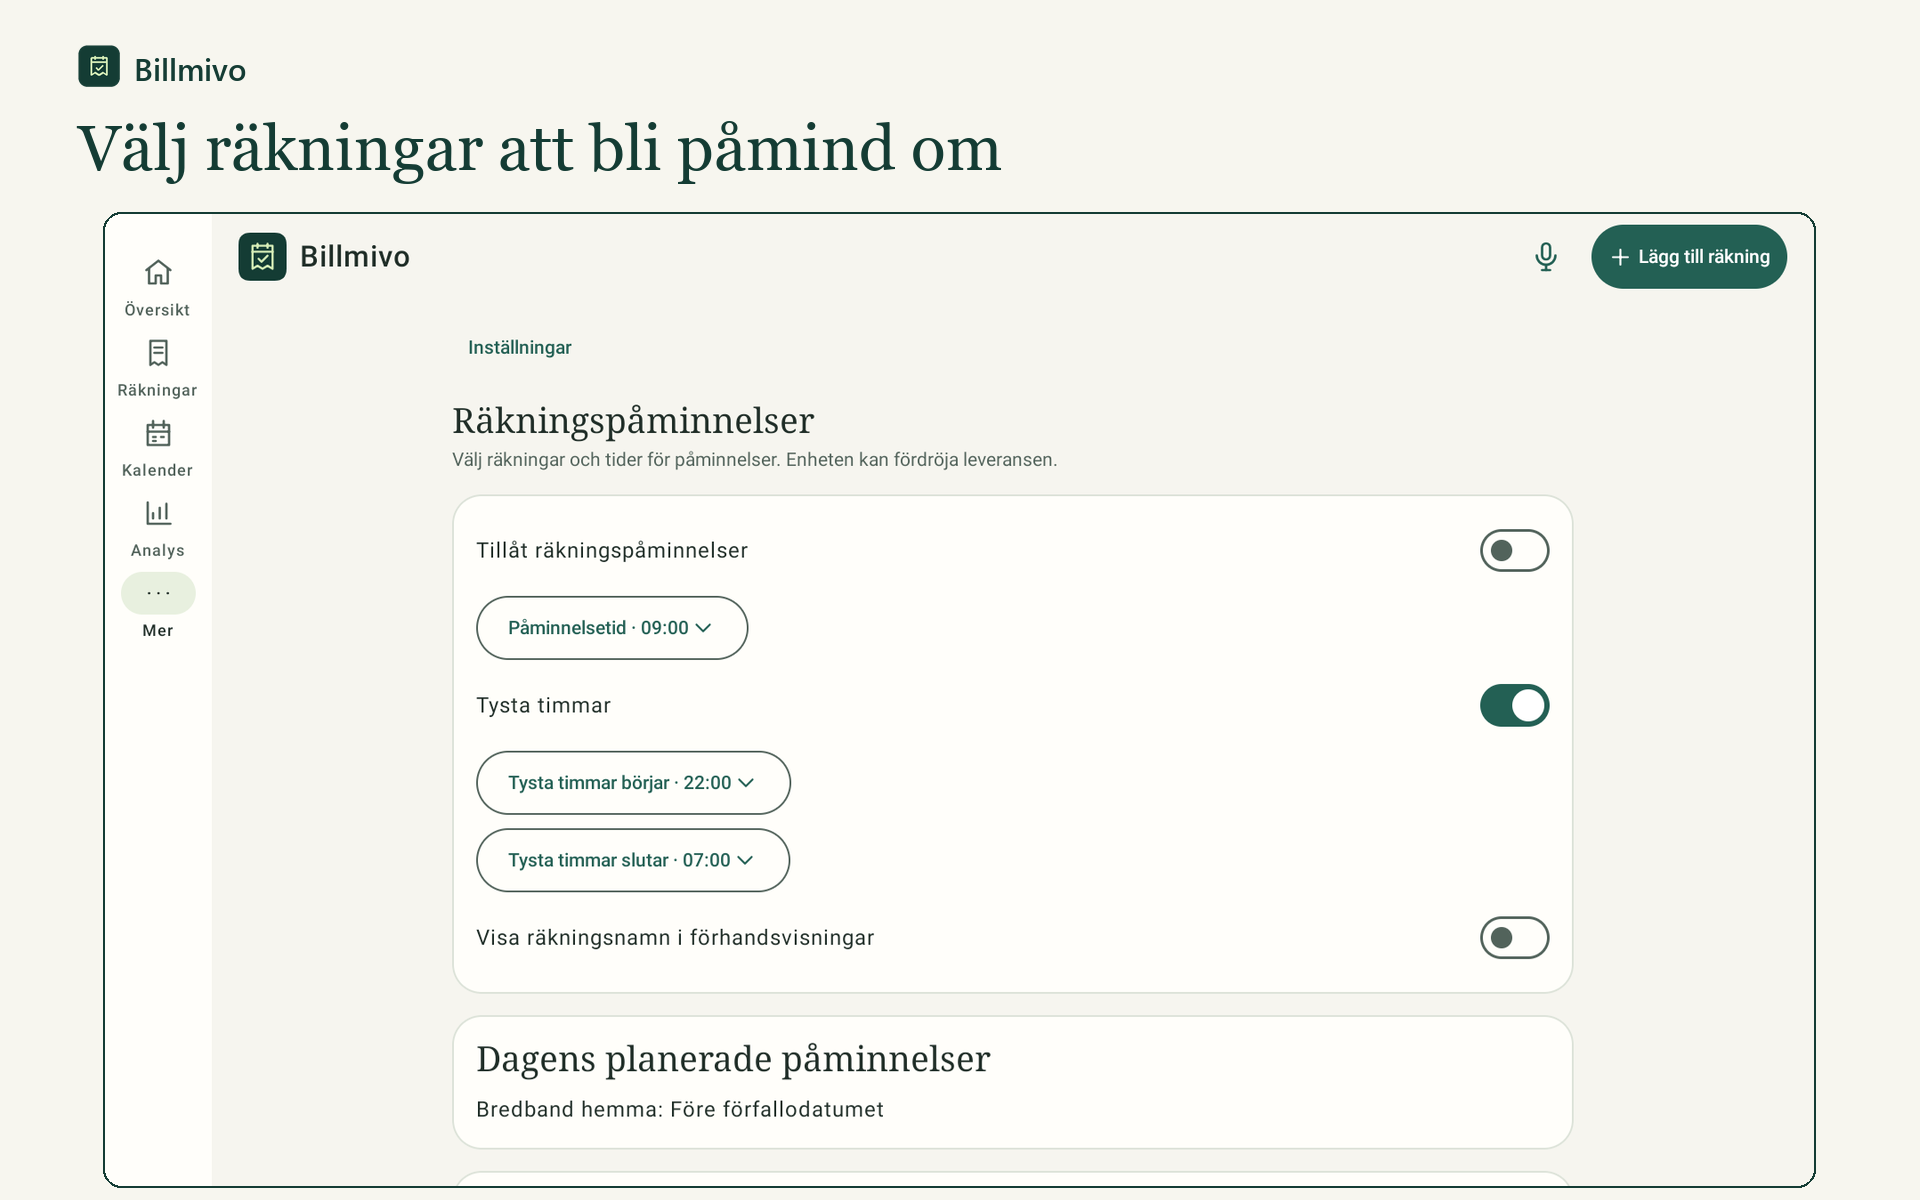 Billmivo
Välj räkningar att bli påmind om
Billmivo
Lägg till räkning
Översikt
Räkningar
Kalender
Analys
Mer
Inställningar
Räkningspåminnelser
Välj räkningar och tider för påminnelser. Enheten kan fördröja leveransen.
Tillåt räkningspåminnelser
Påminnelsetid · 09:00
Tysta timmar
Tysta timmar börjar · 22:00
Tysta timmar slutar · 07:00
Visa räkningsnamn i förhandsvisningar
Dagens planerade påminnelser
Bredband hemma: Före förfallodatumet